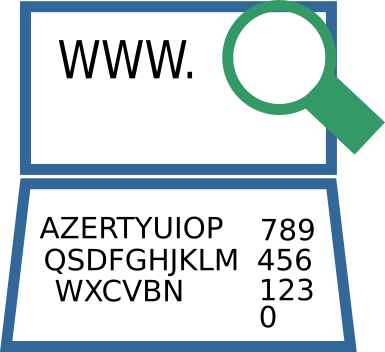 WWW.
AZERTYUIOP 789
QSDFGHJKLM 456
WXCVBN 123
0